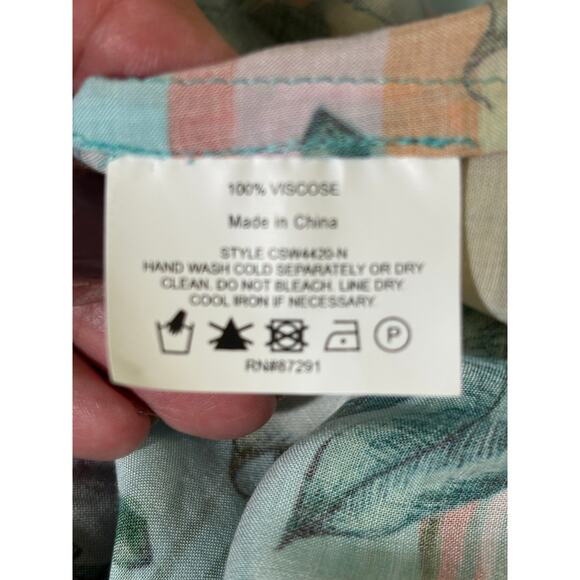 100% VISCOSE
Made in China
STYLE CSW4420-N
HAND WASH COLD SEPARATELY OR DRY
CLEAN. DO NOT BLEACH. LINE DRY.
COOL IRON IF NECESSARY.
P
RN#87291